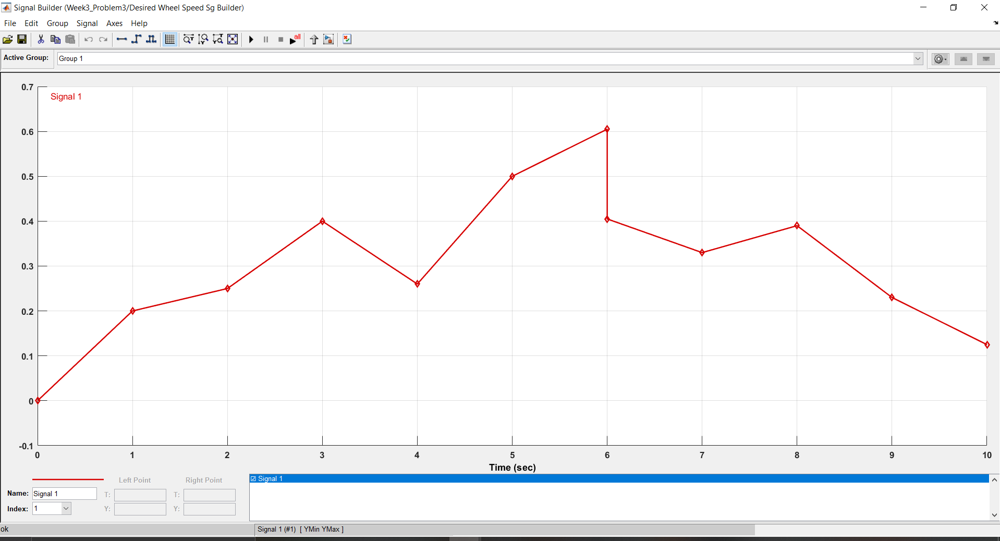 Signal Builder (Week3_Problem3/Desired Wheel Speed Sg Builder)
File Edit Group Signal Axes Help
all
Active Group: Group 1
Signal 1
0.7
0.6
0.5
0.4
0.3
0.2
0.1
0
-0.1
0 1 2 3 4 5 6 7 8 9 10
Time (sec)
Left Point Right Point
Name: Signal 1 T: T:
Index: 1 Y: Y:
Signal 1
ok
Signal 1 (#1) [ YMin YMax ]